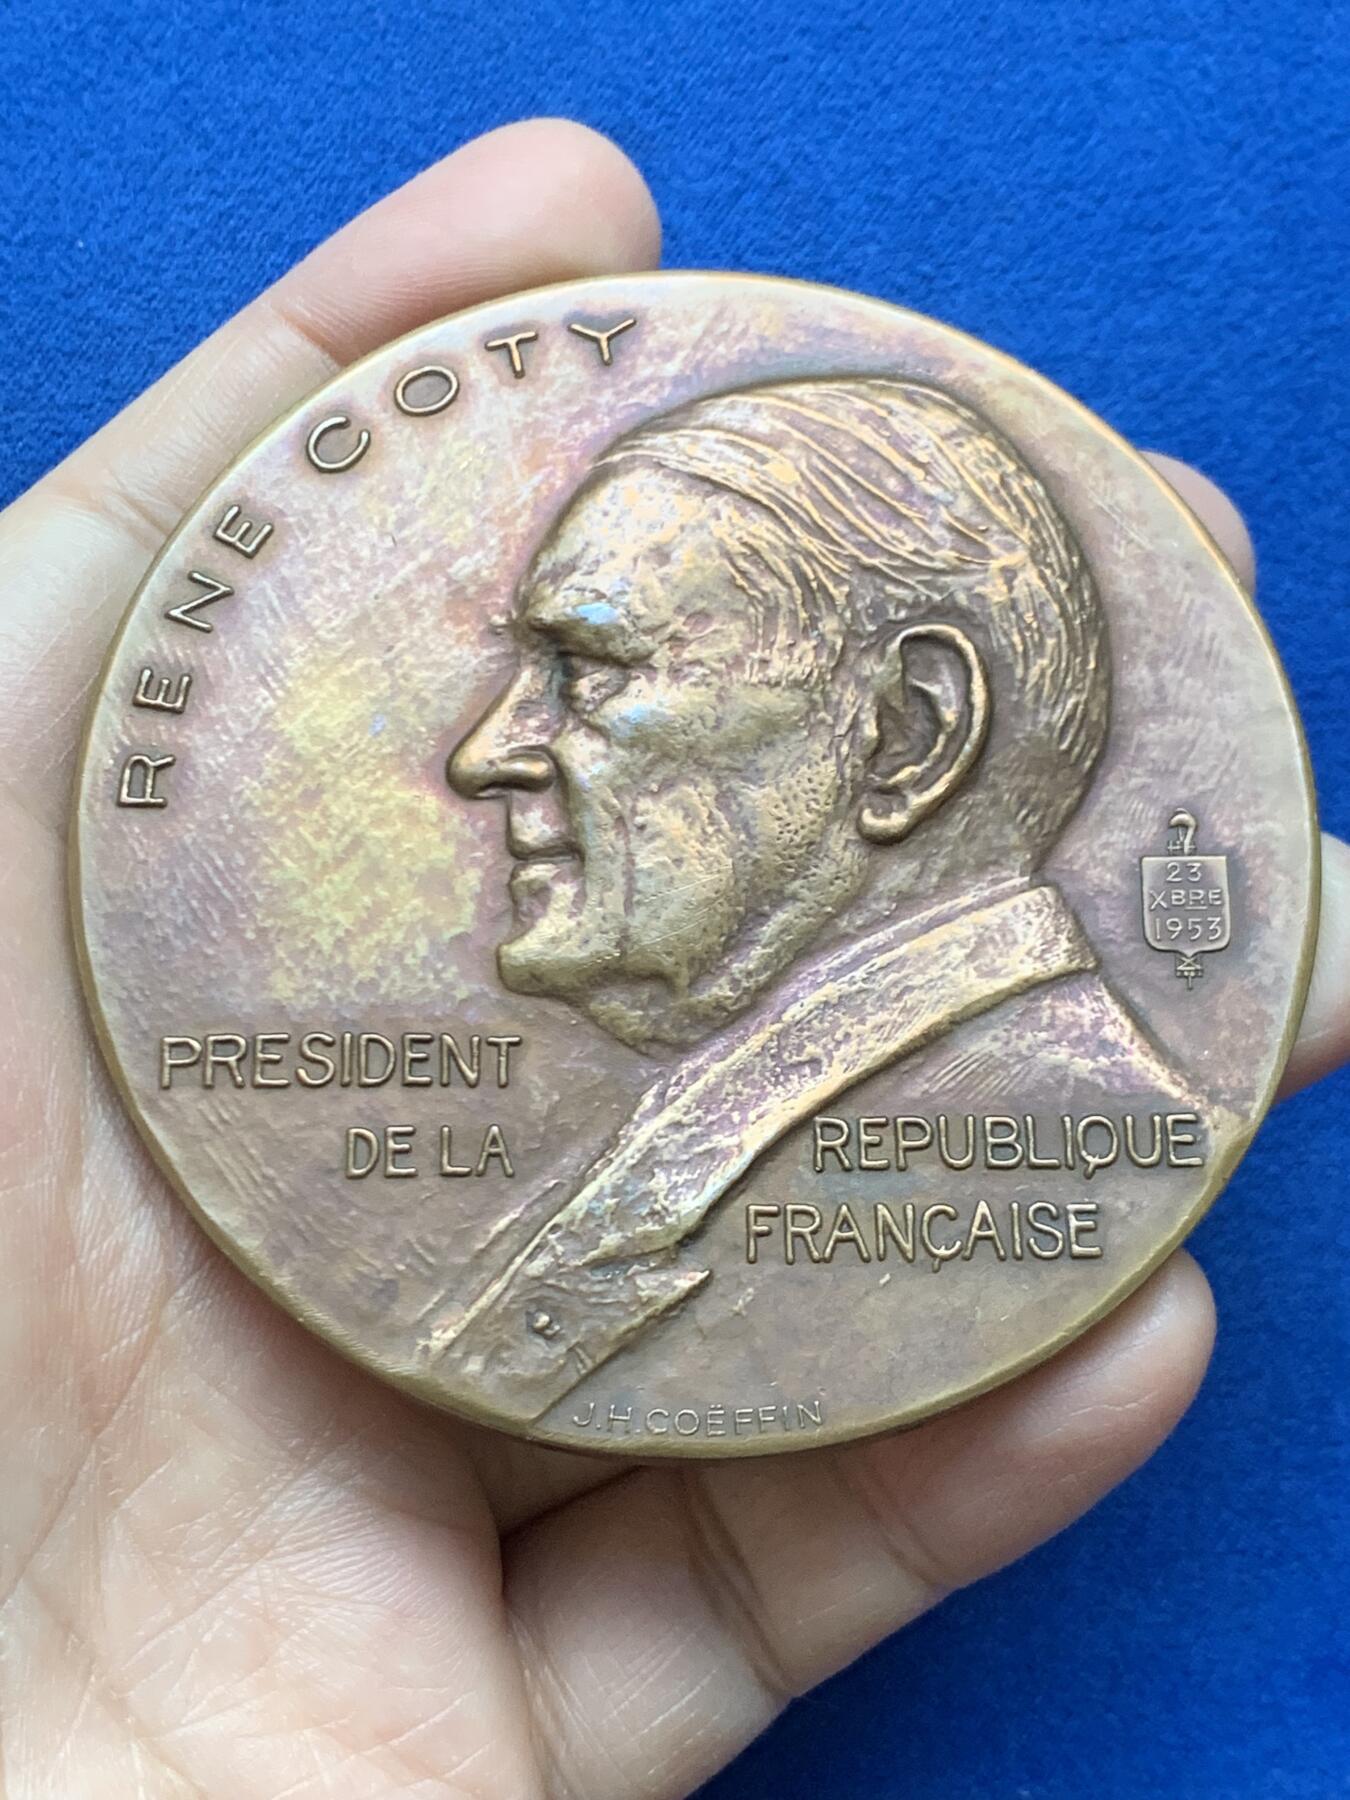 RENE COTY
PRESIDENT
DE LA
REPUBLIQUE
FRANÇAISE
23
XBRE
1953
J.H.COËFFIN